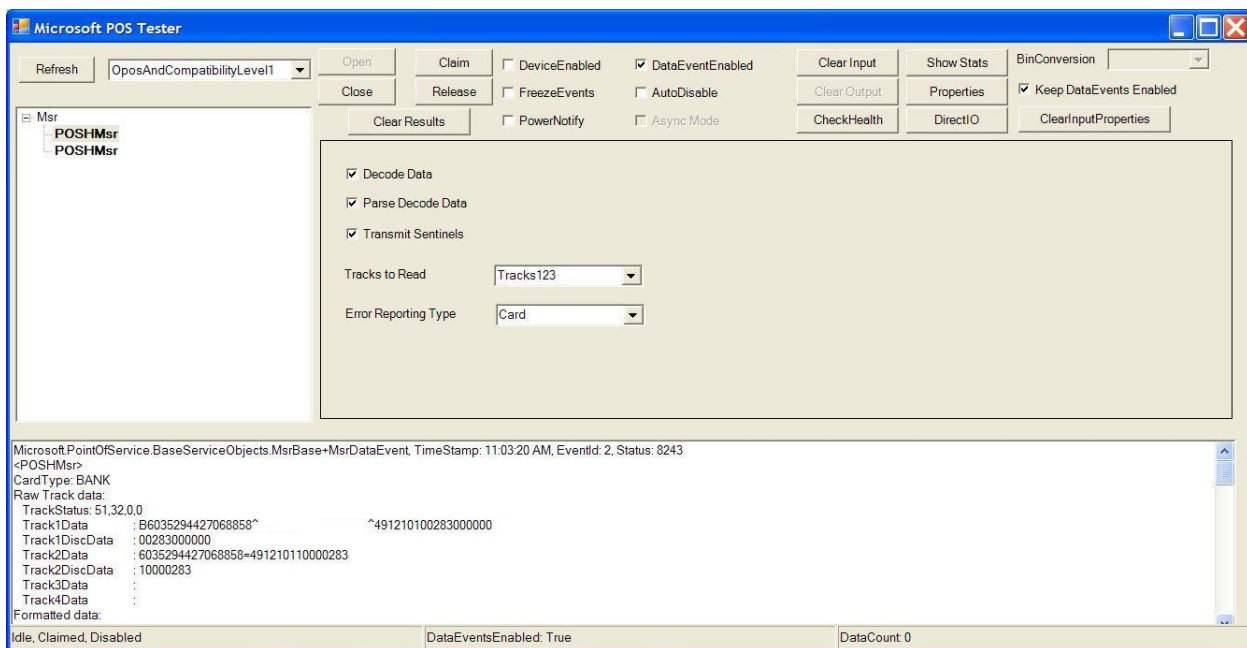 Microsoft POS Tester
Refresh OposAndCompatibilityLevel1 Open Claim DeviceEnabled DataEventEnabled Clear Input Show Stats BinConversion
Close Release FreezeEvents AutoDisable Clear Output Properties Keep DataEvents Enabled
Clear Results PowerNotify Async Mode CheckHealth DirectIO ClearInputProperties
Msr
POSHMsr
POSHMsr
Decode Data
Parse Decode Data
Transmit Sentinels
Tracks to Read Tracks123
Error Reporting Type Card
Microsoft.PointOfService.BaseServiceObjects.MsrBase+MsrDataEvent, TimeStamp: 11:03:20 AM, EventId: 2, Status: 8243
<POSHMsr>
CardType: BANK
Raw Track data:
TrackStatus: 51,32,0,0
Track1Data : B6035294427068858^ ^491210100283000000
Track1DiscData : 00283000000
Track2Data : 6035294427068858=491210110000283
Track2DiscData : 10000283
Track3Data :
Track4Data :
Formatted data:
Idle, Claimed, Disabled DataEventsEnabled: True DataCount: 0